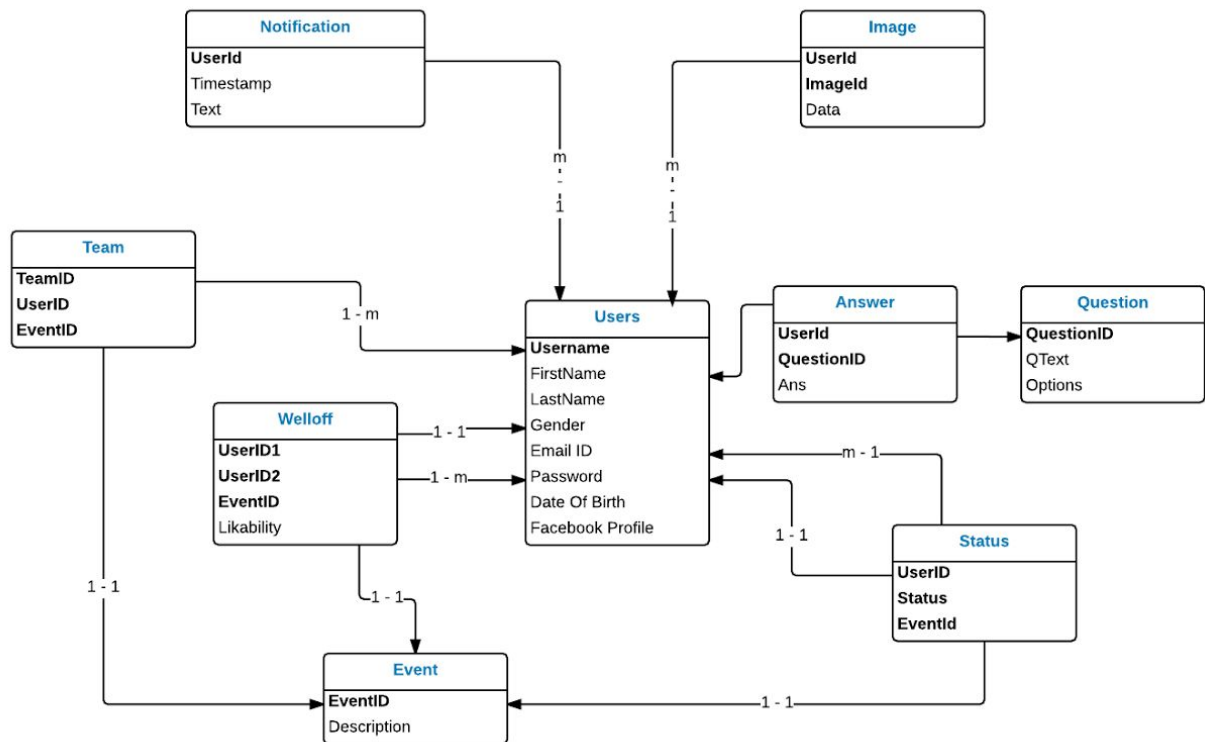 Notification
UserId
Timestamp
Text
Image
UserId
ImageId
Data
m - 1
m - 1
Team
TeamID
UserID
EventID
1 - m
Users
Username
FirstName
LastName
Gender
Email ID
Password
Date Of Birth
Facebook Profile
Answer
UserId
QuestionID
Ans
Question
QuestionID
QText
Options
Welloff
UserID1
UserID2
EventID
Likability
1 - 1
1 - m
m - 1
1 - 1
Status
UserID
Status
EventId
1 - 1
1 - 1
Event
EventID
Description
1 - 1